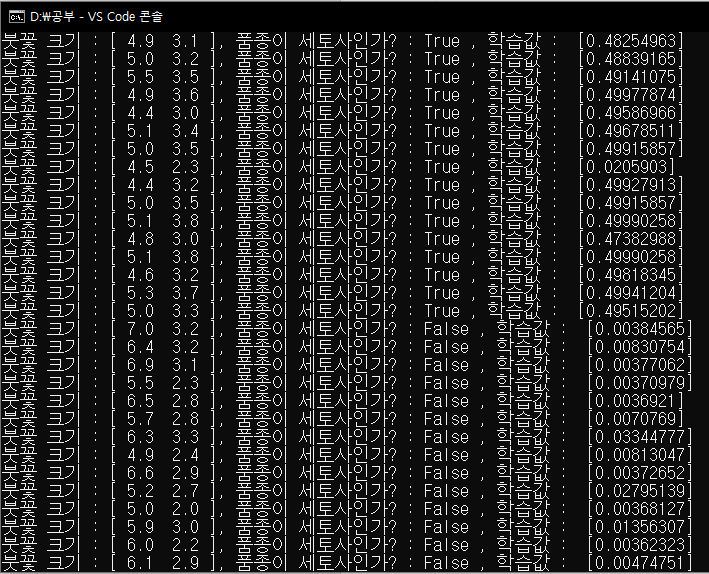 D:\공부 - VS Code 콘솔
붓꽃 크기 : [ 4.9  3.1 ], 품종이 세토사인가? : True , 학습값 :  [0.48254963]
붓꽃 크기 : [ 5.0  3.2 ], 품종이 세토사인가? : True , 학습값 :  [0.48839165]
붓꽃 크기 : [ 5.5  3.5 ], 품종이 세토사인가? : True , 학습값 :  [0.49141075]
붓꽃 크기 : [ 4.9  3.6 ], 품종이 세토사인가? : True , 학습값 :  [0.49977874]
붓꽃 크기 : [ 4.4  3.0 ], 품종이 세토사인가? : True , 학습값 :  [0.49586966]
붓꽃 크기 : [ 5.1  3.4 ], 품종이 세토사인가? : True , 학습값 :  [0.49678511]
붓꽃 크기 : [ 5.0  3.5 ], 품종이 세토사인가? : True , 학습값 :  [0.49915857]
붓꽃 크기 : [ 4.5  2.3 ], 품종이 세토사인가? : True , 학습값 :  [0.0205903]
붓꽃 크기 : [ 4.4  3.2 ], 품종이 세토사인가? : True , 학습값 :  [0.49927913]
붓꽃 크기 : [ 5.0  3.5 ], 품종이 세토사인가? : True , 학습값 :  [0.49915857]
붓꽃 크기 : [ 5.1  3.8 ], 품종이 세토사인가? : True , 학습값 :  [0.49990258]
붓꽃 크기 : [ 4.8  3.0 ], 품종이 세토사인가? : True , 학습값 :  [0.47382988]
붓꽃 크기 : [ 5.1  3.8 ], 품종이 세토사인가? : True , 학습값 :  [0.49990258]
붓꽃 크기 : [ 4.6  3.2 ], 품종이 세토사인가? : True , 학습값 :  [0.49818345]
붓꽃 크기 : [ 5.3  3.7 ], 품종이 세토사인가? : True , 학습값 :  [0.49941204]
붓꽃 크기 : [ 5.0  3.3 ], 품종이 세토사인가? : True , 학습값 :  [0.49515202]
붓꽃 크기 : [ 7.0  3.2 ], 품종이 세토사인가? : False , 학습값 :  [0.00384565]
붓꽃 크기 : [ 6.4  3.2 ], 품종이 세토사인가? : False , 학습값 :  [0.00830754]
붓꽃 크기 : [ 6.9  3.1 ], 품종이 세토사인가? : False , 학습값 :  [0.00377062]
붓꽃 크기 : [ 5.5  2.3 ], 품종이 세토사인가? : False , 학습값 :  [0.00370979]
붓꽃 크기 : [ 6.5  2.8 ], 품종이 세토사인가? : False , 학습값 :  [0.0036921]
붓꽃 크기 : [ 5.7  2.8 ], 품종이 세토사인가? : False , 학습값 :  [0.0070769]
붓꽃 크기 : [ 6.3  3.3 ], 품종이 세토사인가? : False , 학습값 :  [0.03344777]
붓꽃 크기 : [ 4.9  2.4 ], 품종이 세토사인가? : False , 학습값 :  [0.00813047]
붓꽃 크기 : [ 6.6  2.9 ], 품종이 세토사인가? : False , 학습값 :  [0.00372652]
붓꽃 크기 : [ 5.2  2.7 ], 품종이 세토사인가? : False , 학습값 :  [0.02795139]
붓꽃 크기 : [ 5.0  2.0 ], 품종이 세토사인가? : False , 학습값 :  [0.00368127]
붓꽃 크기 : [ 5.9  3.0 ], 품종이 세토사인가? : False , 학습값 :  [0.01356307]
붓꽃 크기 : [ 6.0  2.2 ], 품종이 세토사인가? : False , 학습값 :  [0.00362323]
붓꽃 크기 : [ 6.1  2.9 ], 품종이 세토사인가? : False , 학습값 :  [0.00474751]